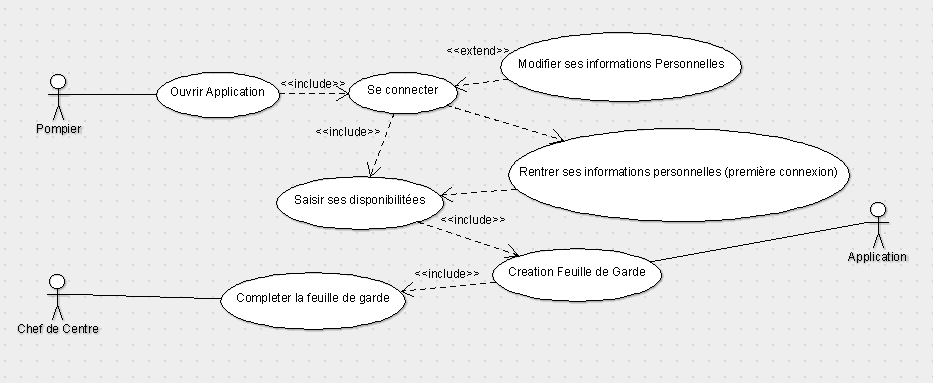 <<extend>>
Modifier ses informations Personnelles
Ouvrir Application
<<include>>
Se connecter
Pompier
<<include>>
Rentrer ses informations personnelles (première connexion)
Saisir ses disponibilitées
<<include>>
Application
Creation Feuille de Garde
<<include>>
Completer la feuille de garde
Chef de Centre